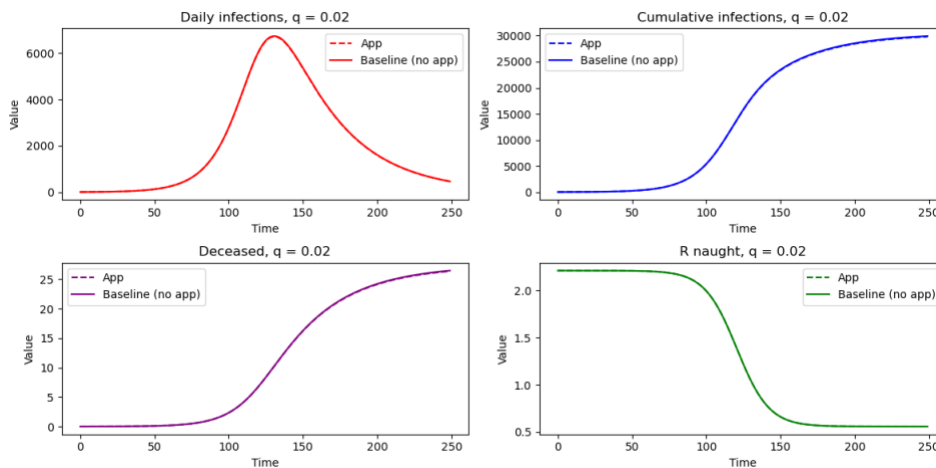 Daily infections, q = 0.02
Value
6000
4000
2000
0
App
Baseline (no app)
0 50 100 150 200 250
Time
Cumulative infections, q = 0.02
Value
30000
25000
20000
15000
10000
5000
0
App
Baseline (no app)
0 50 100 150 200 250
Time
Deceased, q = 0.02
Value
25
20
15
10
5
0
App
Baseline (no app)
0 50 100 150 200 250
Time
R naught, q = 0.02
Value
2.0
1.5
1.0
0.5
App
Baseline (no app)
0 50 100 150 200 250
Time